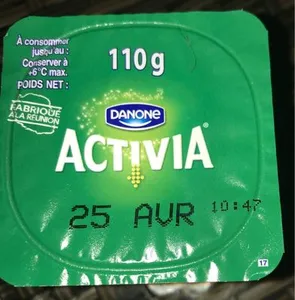 À consommer
jusqu'au :
Conserver à
+6°C max.
POIDS NET :
110g
FABRIQUÉ
À LA RÉUNION
DANONE
ACTIVIA®
25 AVR 10:47
17